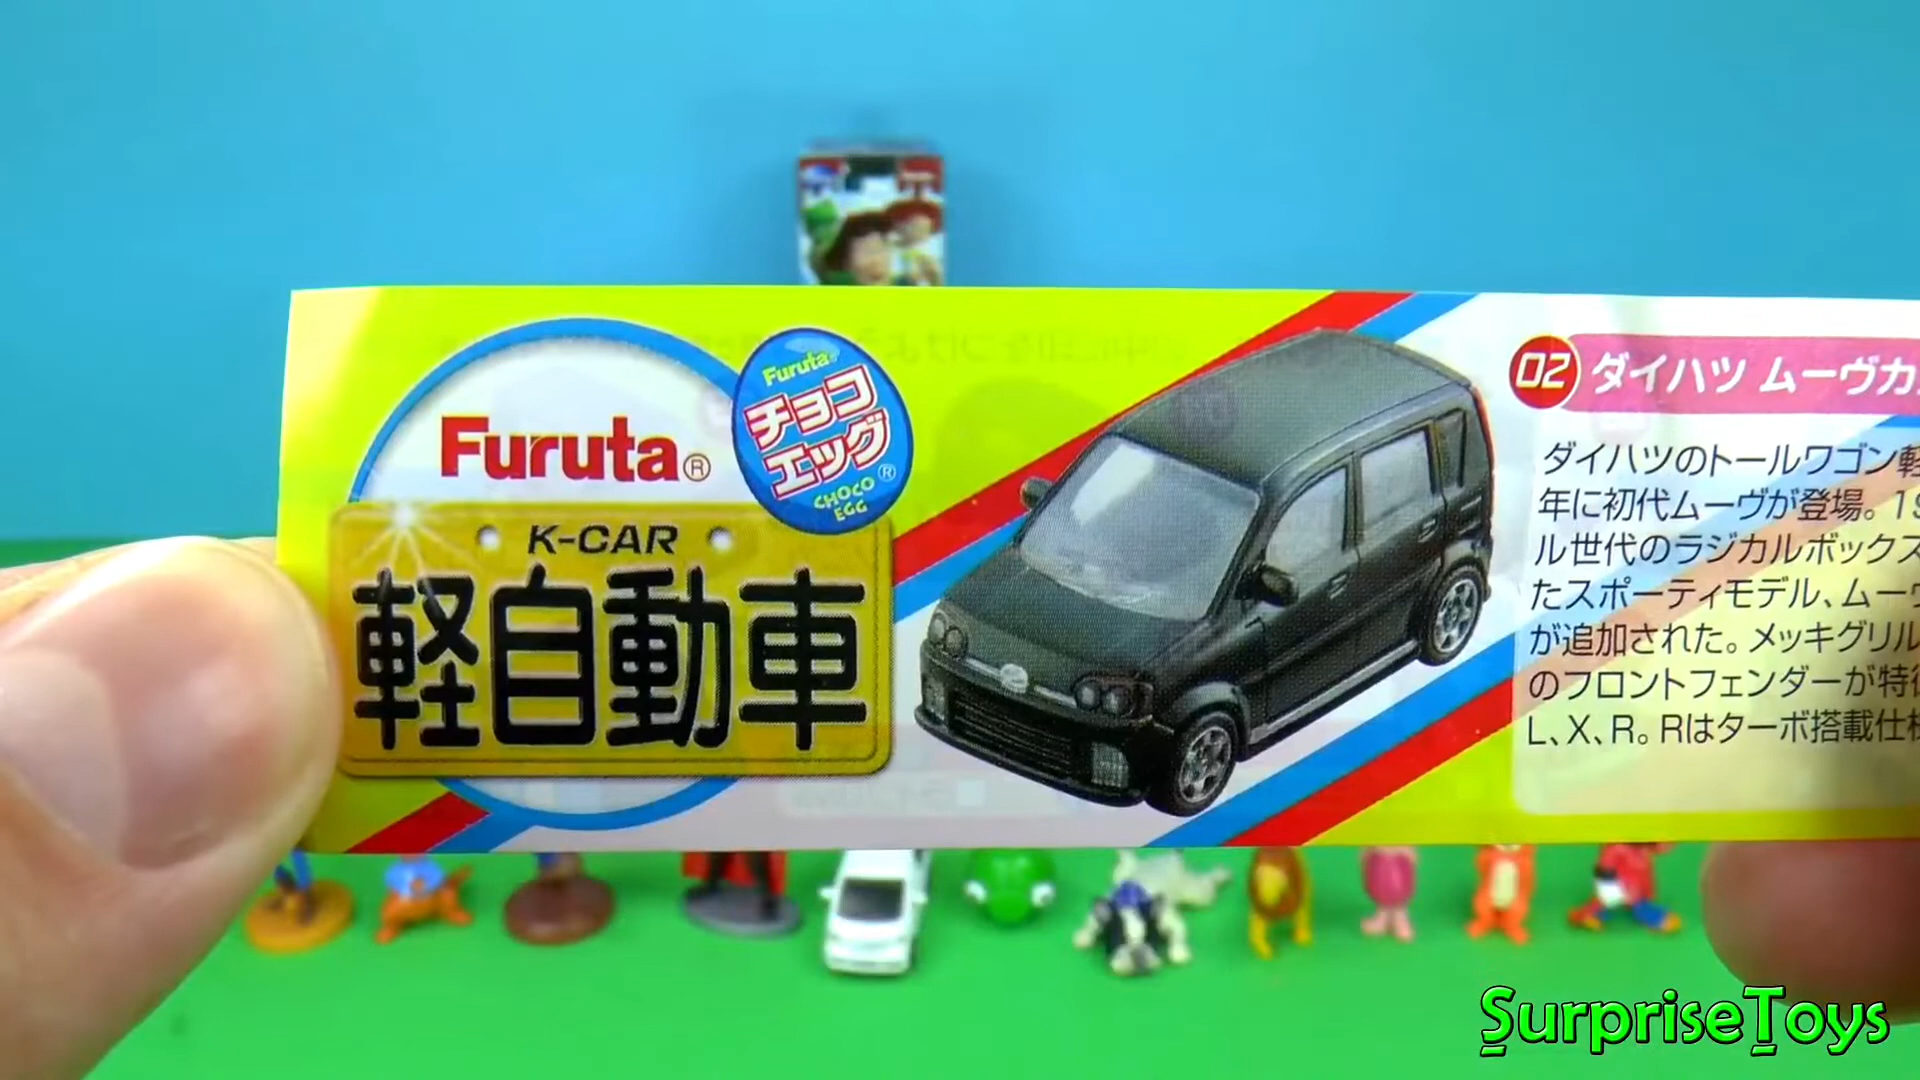 Furuta®
Furuta®
チョコ
エッグ®
CHOCO
EGG
K-CAR
軽自動車
02 ダイハツ ムーヴカ
ダイハツのトールワゴン軽
年に初代ムーヴが登場。19
ル世代のラジカルボックス
たスポーティモデル、ムーヴ
が追加された。メッキグリル
のフロントフェンダーが特徴
L、X、R。Rはターボ搭載仕様
SurpriseToys